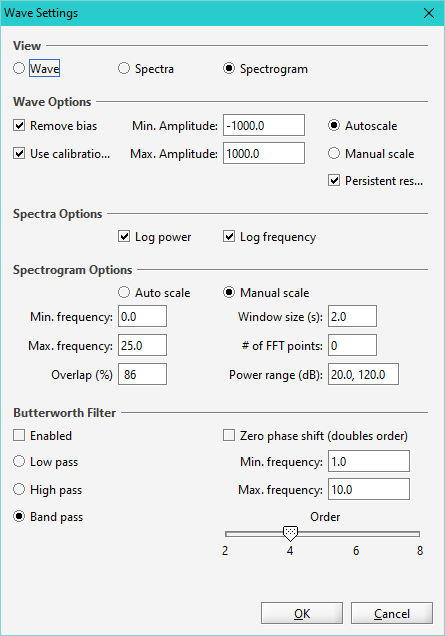 Wave Settings
View
Wave Spectra Spectrogram
Wave Options
Remove bias Min. Amplitude: -1000.0 Autoscale
Use calibratio... Max. Amplitude: 1000.0 Manual scale
Persistent res...
Spectra Options
Log power Log frequency
Spectrogram Options
Auto scale Manual scale
Min. frequency: 0.0 Window size (s): 2.0
Max. frequency: 25.0 # of FFT points: 0
Overlap (%) 86 Power range (dB): 20.0, 120.0
Butterworth Filter
Enabled Zero phase shift (doubles order)
Low pass Min. frequency: 1.0
High pass Max. frequency: 10.0
Band pass Order
2 4 6 8
OK Cancel